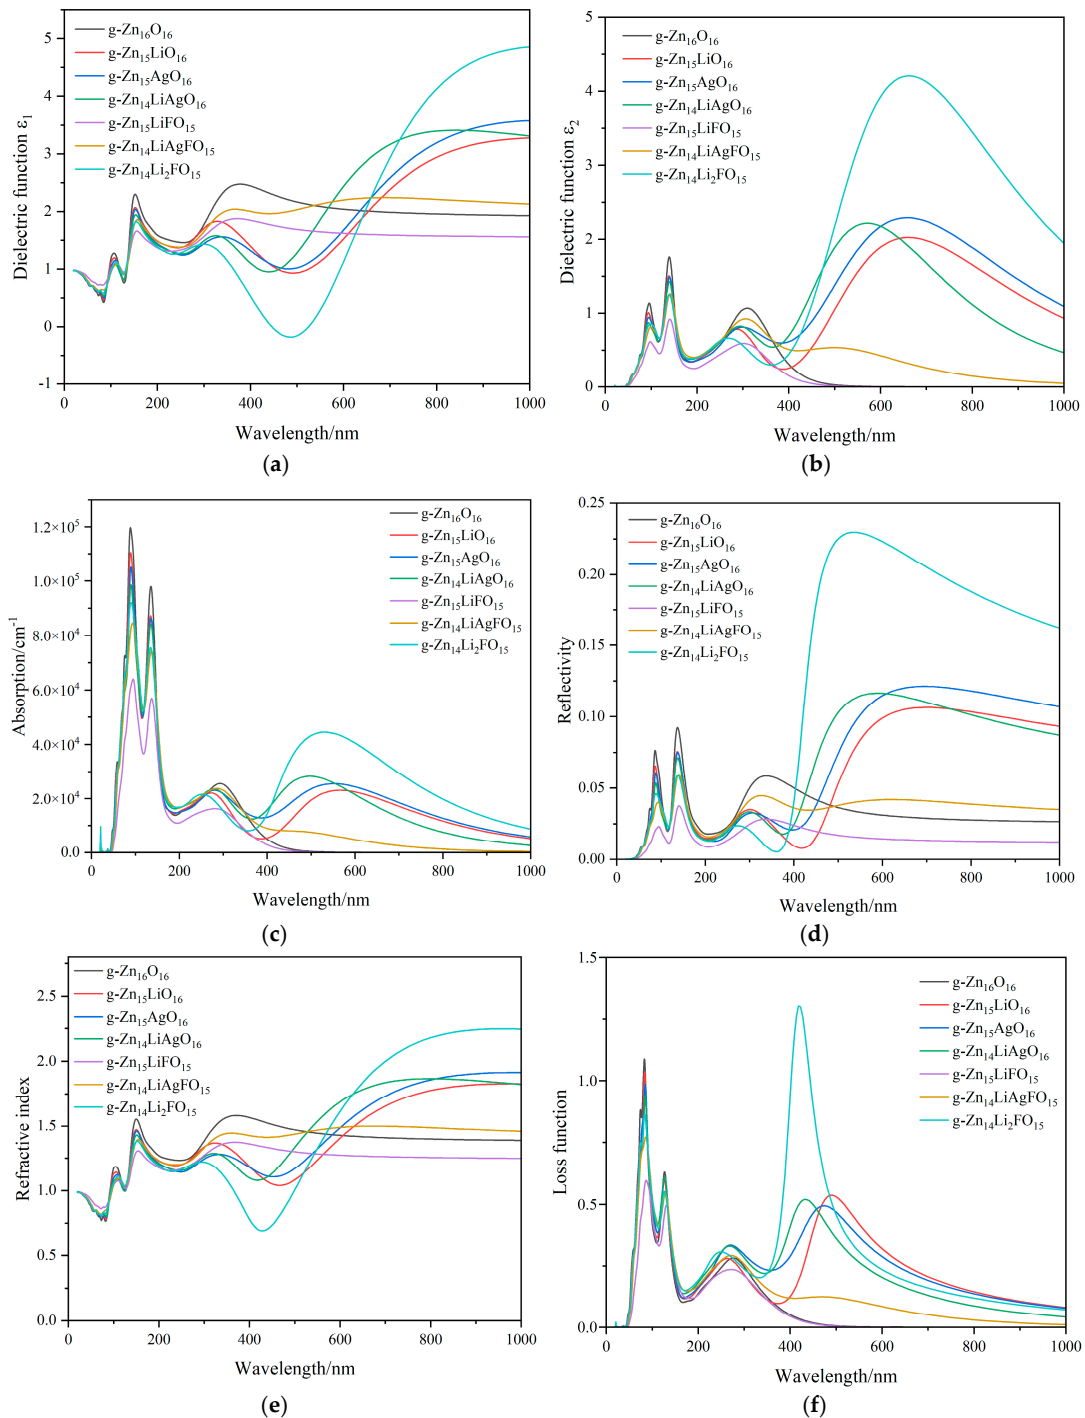 g-Zn₁₆O₁₆
g-Zn₁₅LiO₁₆
g-Zn₁₅AgO₁₆
g-Zn₁₄LiAgO₁₆
g-Zn₁₅LiFO₁₅
g-Zn₁₄LiAgFO₁₅
g-Zn₁₄Li₂FO₁₅
Dielectric function ε₁
5
4
3
2
1
0
-1
0 200 400 600 800 1000
Wavelength/nm
(a)
g-Zn₁₆O₁₆
g-Zn₁₅LiO₁₆
g-Zn₁₅AgO₁₆
g-Zn₁₄LiAgO₁₆
g-Zn₁₅LiFO₁₅
g-Zn₁₄LiAgFO₁₅
g-Zn₁₄Li₂FO₁₅
Dielectric function ε₂
5
4
3
2
1
0
0 200 400 600 800 1000
Wavelength/nm
(b)
g-Zn₁₆O₁₆
g-Zn₁₅LiO₁₆
g-Zn₁₅AgO₁₆
g-Zn₁₄LiAgO₁₆
g-Zn₁₅LiFO₁₅
g-Zn₁₄LiAgFO₁₅
g-Zn₁₄Li₂FO₁₅
Absorption/cm⁻¹
1.2×10⁵
1.0×10⁵
8.0×10⁴
6.0×10⁴
4.0×10⁴
2.0×10⁴
0.0
0 200 400 600 800 1000
Wavelength/nm
(c)
g-Zn₁₆O₁₆
g-Zn₁₅LiO₁₆
g-Zn₁₅AgO₁₆
g-Zn₁₄LiAgO₁₆
g-Zn₁₅LiFO₁₅
g-Zn₁₄LiAgFO₁₅
g-Zn₁₄Li₂FO₁₅
Reflectivity
0.25
0.20
0.15
0.10
0.05
0.00
0 200 400 600 800 1000
Wavelength/nm
(d)
g-Zn₁₆O₁₆
g-Zn₁₅LiO₁₆
g-Zn₁₅AgO₁₆
g-Zn₁₄LiAgO₁₆
g-Zn₁₅LiFO₁₅
g-Zn₁₄LiAgFO₁₅
g-Zn₁₄Li₂FO₁₅
Refractive index
2.5
2.0
1.5
1.0
0.5
0.0
0 200 400 600 800 1000
Wavelength/nm
(e)
g-Zn₁₆O₁₆
g-Zn₁₅LiO₁₆
g-Zn₁₅AgO₁₆
g-Zn₁₄LiAgO₁₆
g-Zn₁₅LiFO₁₅
g-Zn₁₄LiAgFO₁₅
g-Zn₁₄Li₂FO₁₅
Loss function
1.5
1.0
0.5
0.0
0 200 400 600 800 1000
Wavelength/nm
(f)